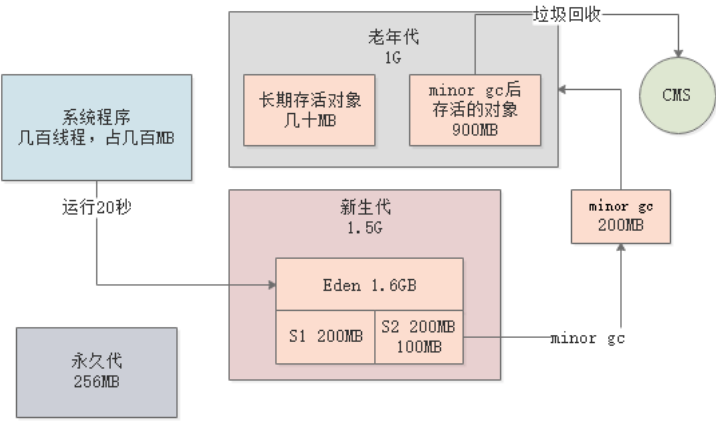 垃圾回收
老年代
1G
长期存活对象
几十MB
minor gc后
存活的对象
900MB
CMS
系统程序
几百线程，占几百MB
运行20秒
新生代
1.5G
Eden 1.6GB
S1 200MB
S2 200MB
100MB
minor gc
200MB
minor gc
永久代
256MB